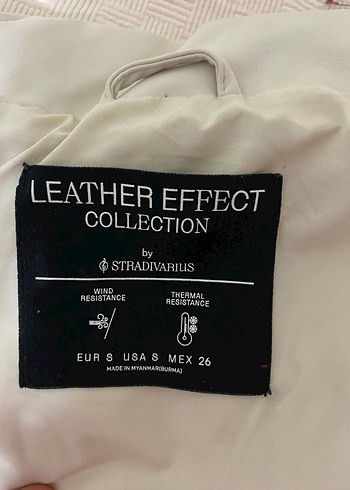 LEATHER EFFECT
COLLECTION
by
STRADIVARIUS
WIND
RESISTANCE
THERMAL
RESISTANCE
EUR S USA S MEX 26
MADE IN MYANMAR(BURMA)